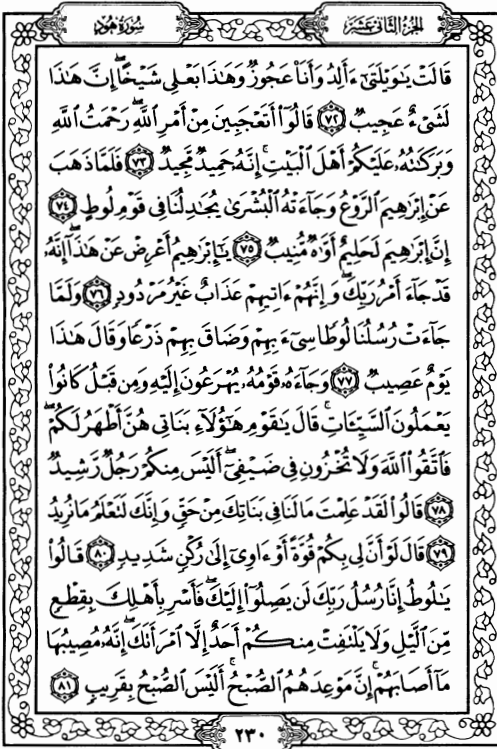 سُورَةُ هُودٍ
الجزء الثاني عشر
قَالَتْ يَٰوَيْلَتَىٰٓ ءَأَلِدُ وَأَنَا۠ عَجُوزٌ وَهَٰذَا بَعْلِى شَيْخًا ۖ إِنَّ هَٰذَا
لَشَىْءٌ عَجِيبٌ ٧٢ قَالُوٓا۟ أَتَعْجَبِينَ مِنْ أَمْرِ ٱللَّهِ ۖ رَحْمَتُ ٱللَّهِ
وَبَرَكَٰتُهُۥ عَلَيْكُمْ أَهْلَ ٱلْبَيْتِ ۚ إِنَّهُۥ حَمِيدٌ مَّجِيدٌ ٧٣ فَلَمَّا ذَهَبَ
عَنْ إِبْرَٰهِيمَ ٱلرَّوْعُ وَجَآءَتْهُ ٱلْبُشْرَىٰ يُجَٰدِلُنَا فِى قَوْمِ لُوطٍ ٧٤
إِنَّ إِبْرَٰهِيمَ لَحَلِيمٌ أَوَّٰهٌ مُّنِيبٌ ٧٥ يَٰٓإِبْرَٰهِيمُ أَعْرِضْ عَنْ هَٰذَآ ۖ إِنَّهُۥ
قَدْ جَآءَ أَمْرُ رَبِّكَ ۖ وَإِنَّهُمْ ءَاتِيهِمْ عَذَابٌ غَيْرُ مَرْدُودٍ ٧٦ وَلَمَّا
جَآءَتْ رُسُلُنَا لُوطًا سِىٓءَ بِهِمْ وَضَاقَ بِهِمْ ذَرْعًا وَقَالَ هَٰذَا
يَوْمٌ عَصِيبٌ ٧٧ وَجَآءَهُۥ قَوْمُهُۥ يُهْرَعُونَ إِلَيْهِ وَمِن قَبْلُ كَانُوا۟
يَعْمَلُونَ ٱلسَّيِّـَٔاتِ ۚ قَالَ يَٰقَوْمِ هَٰٓؤُلَآءِ بَنَاتِى هُنَّ أَطْهَرُ لَكُمْ ۖ
فَٱتَّقُوا۟ ٱللَّهَ وَلَا تُخْزُونِ فِى ضَيْفِىٓ ۖ أَلَيْسَ مِنكُمْ رَجُلٌ رَّشِيدٌ
٧٨ قَالُوا۟ لَقَدْ عَلِمْتَ مَا لَنَا فِى بَنَاتِكَ مِنْ حَقٍّ وَإِنَّكَ لَتَعْلَمُ مَا نُرِيدُ
٧٩ قَالَ لَوْ أَنَّ لِى بِكُمْ قُوَّةً أَوْ ءَاوِىٓ إِلَىٰ رُكْنٍ شَدِيدٍ ٨٠ قَالُوا۟
يَٰلُوطُ إِنَّا رُسُلُ رَبِّكَ لَن يَصِلُوٓا۟ إِلَيْكَ ۖ فَأَسْرِ بِأَهْلِكَ بِقِطْعٍ
مِّنَ ٱلَّيْلِ وَلَا يَلْتَفِتْ مِنكُمْ أَحَدٌ إِلَّا ٱمْرَأَتَكَ ۖ إِنَّهُۥ مُصِيبُهَا
مَآ أَصَابَهُمْ ۚ إِنَّ مَوْعِدَهُمُ ٱلصُّبْحُ ۚ أَلَيْسَ ٱلصُّبْحُ بِقَرِيبٍ ٨١
٢٣٠